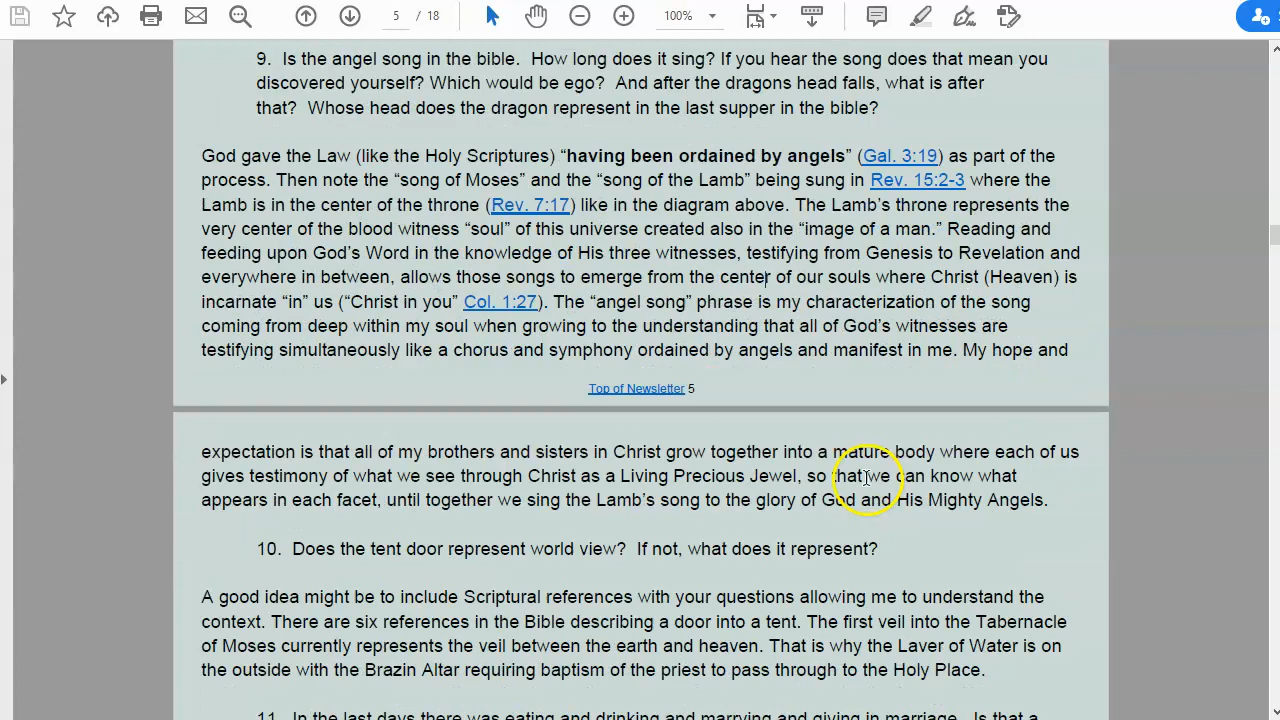 5 / 18
100%
9. Is the angel song in the bible. How long does it sing? If you hear the song does that mean you
discovered yourself? Which would be ego? And after the dragons head falls, what is after
that? Whose head does the dragon represent in the last supper in the bible?
God gave the Law (like the Holy Scriptures) “having been ordained by angels” (Gal. 3:19) as part of the
process. Then note the “song of Moses” and the “song of the Lamb” being sung in Rev. 15:2-3 where the
Lamb is in the center of the throne (Rev. 7:17) like in the diagram above. The Lamb’s throne represents the
very center of the blood witness “soul” of this universe created also in the “image of a man.” Reading and
feeding upon God’s Word in the knowledge of His three witnesses, testifying from Genesis to Revelation and
everywhere in between, allows those songs to emerge from the center of our souls where Christ (Heaven) is
incarnate “in” us (“Christ in you” Col. 1:27). The “angel song” phrase is my characterization of the song
coming from deep within my soul when growing to the understanding that all of God’s witnesses are
testifying simultaneously like a chorus and symphony ordained by angels and manifest in me. My hope and
Top of Newsletter 5
expectation is that all of my brothers and sisters in Christ grow together into a mature body where each of us
gives testimony of what we see through Christ as a Living Precious Jewel, so that we can know what
appears in each facet, until together we sing the Lamb’s song to the glory of God and His Mighty Angels.
10. Does the tent door represent world view? If not, what does it represent?
A good idea might be to include Scriptural references with your questions allowing me to understand the
context. There are six references in the Bible describing a door into a tent. The first veil into the Tabernacle
of Moses currently represents the veil between the earth and heaven. That is why the Laver of Water is on
the outside with the Brazin Altar requiring baptism of the priest to pass through to the Holy Place.
11. In the last days there was eating and drinking and marrying and giving in marriage. Is that a